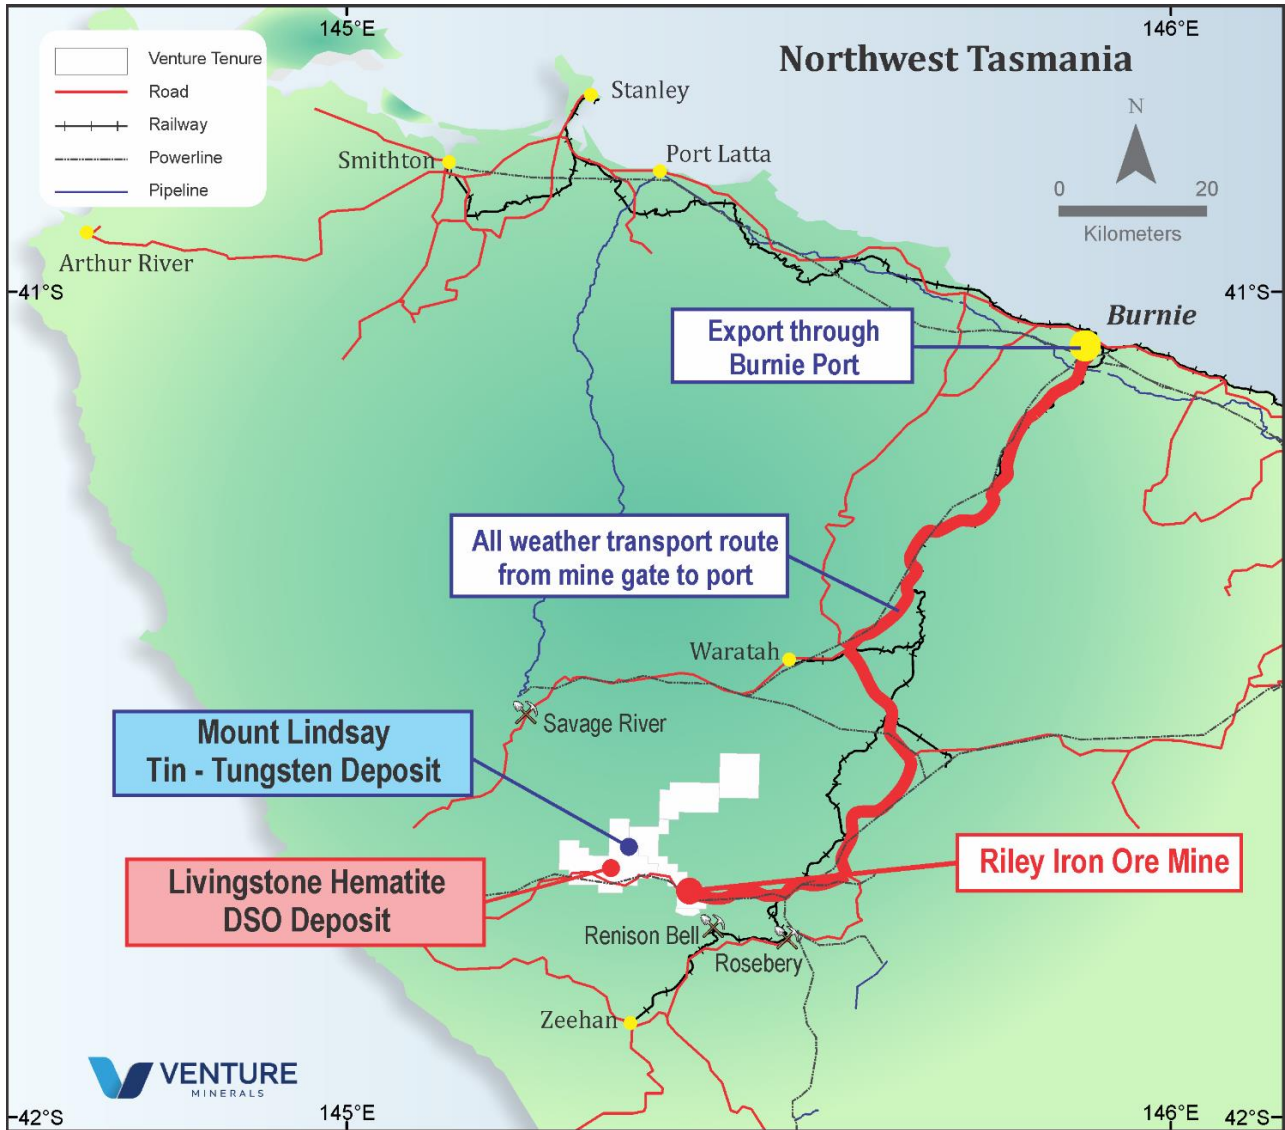 145°E
146°E
Northwest Tasmania
Venture Tenure
Road
Railway
Powerline
Pipeline
N
0 20
Kilometers
Stanley
Smithton
Port Latta
Arthur River
41°S
41°S
Burnie
Export through
Burnie Port
All weather transport route
from mine gate to port
Waratah
Savage River
Mount Lindsay
Tin - Tungsten Deposit
Livingstone Hematite
DSO Deposit
Riley Iron Ore Mine
Renison Bell
Rosebery
Zeehan
VENTURE
MINERALS
42°S
145°E
146°E
42°S